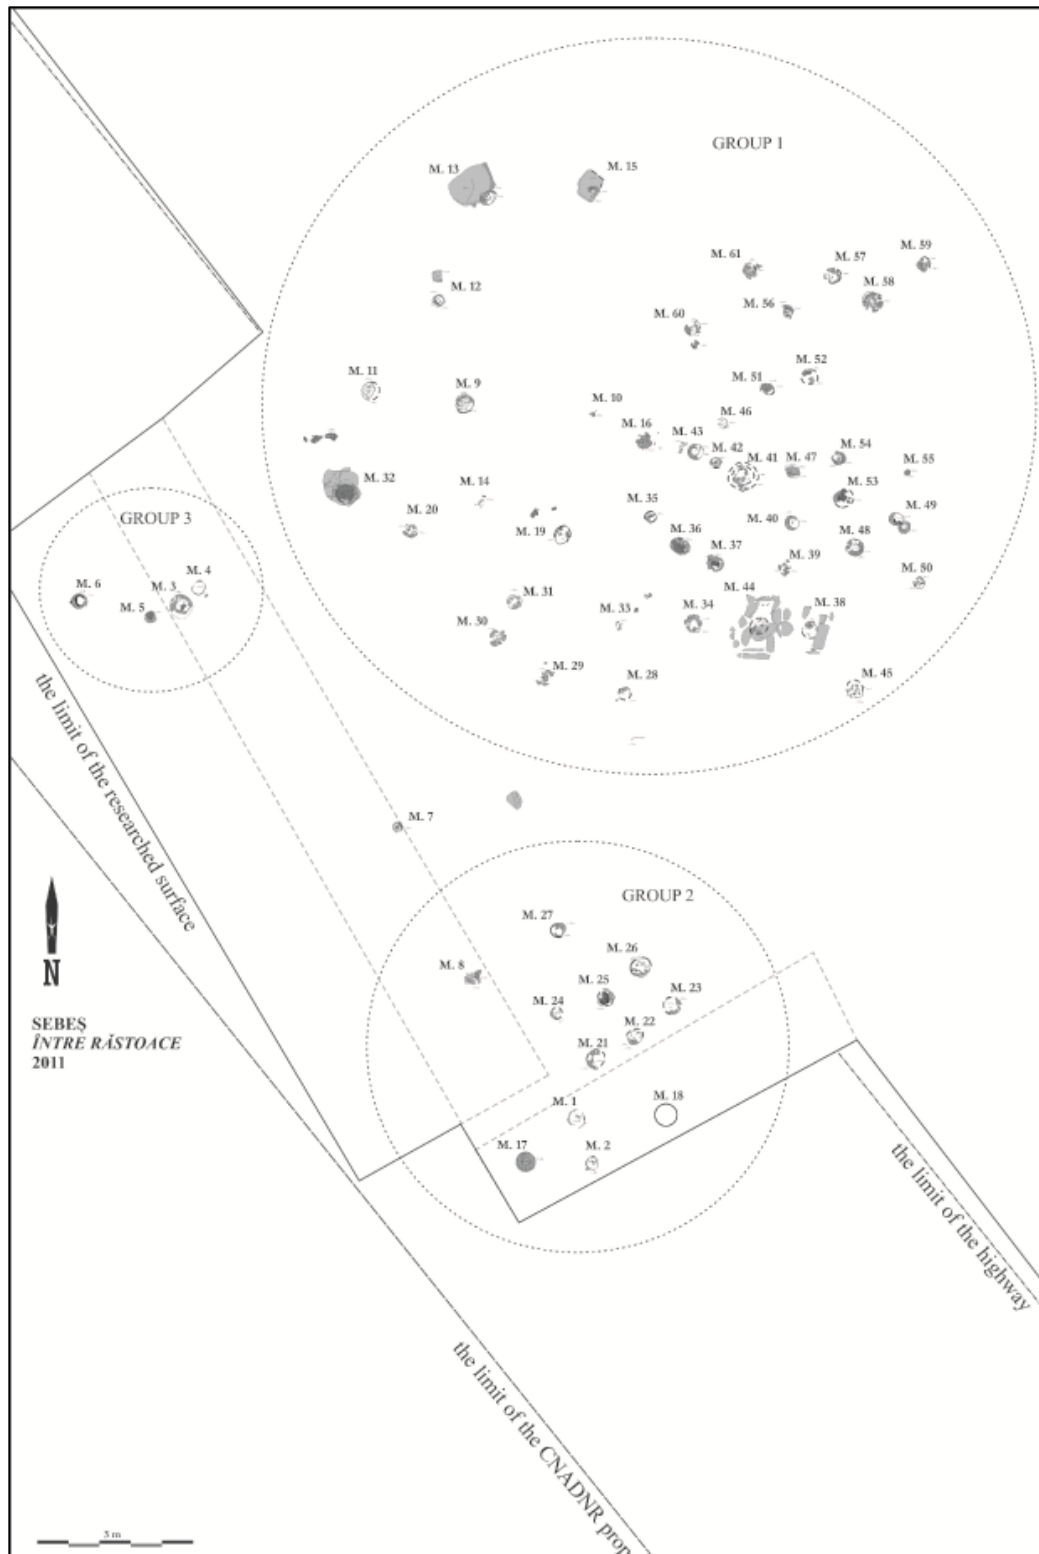 GROUP 1
M. 13
M. 15
M. 59
M. 61
M. 57
M. 58
M. 12
M. 56
M. 60
M. 52
M. 11
M. 9
M. 51
M. 10
M. 46
M. 16
M. 43
M. 42
M. 41
M. 47
M. 54
M. 55
M. 32
M. 14
M. 53
M. 20
M. 35
M. 49
M. 19
M. 36
M. 40
M. 48
M. 37
M. 39
M. 50
GROUP 3
M. 6
M. 3
M. 4
M. 5
M. 31
M. 44
M. 30
M. 33
M. 34
M. 38
M. 29
M. 28
M. 45
the limit of the researched surface
M. 7
GROUP 2
M. 27
M. 26
M. 8
M. 25
M. 23
M. 24
M. 22
M. 21
M. 1
M. 18
M. 17
M. 2
N
SEBEȘ
ÎNTRE RĂSTOACE
2011
the limit of the highway
the limit of the CNADNR prop
3 m